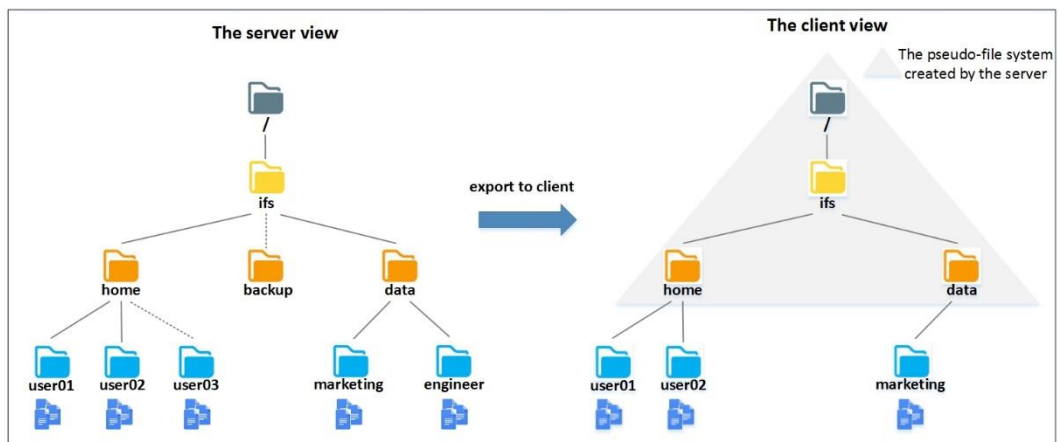 The server view
The client view
The pseudo-file system
created by the server
/
ifs
home
backup
data
user01
user02
user03
marketing
engineer
export to client
/
ifs
home
data
user01
user02
marketing